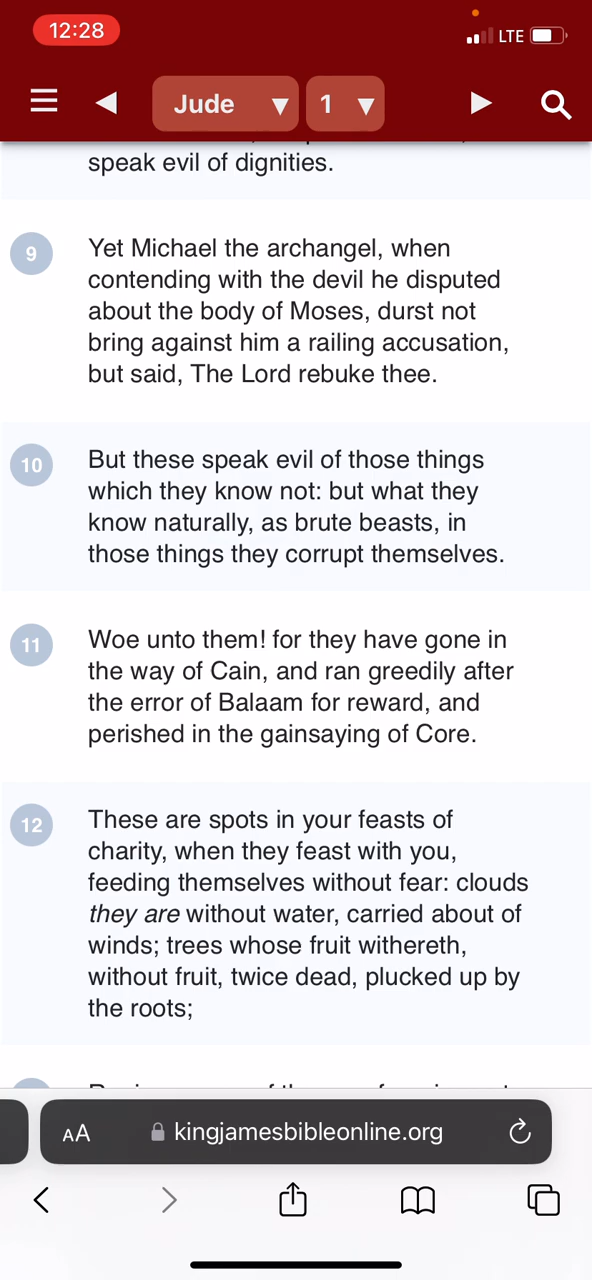 12:28
LTE
Jude ▼ 1 ▼
speak evil of dignities.
9
Yet Michael the archangel, when
contending with the devil he disputed
about the body of Moses, durst not
bring against him a railing accusation,
but said, The Lord rebuke thee.
10
But these speak evil of those things
which they know not: but what they
know naturally, as brute beasts, in
those things they corrupt themselves.
11
Woe unto them! for they have gone in
the way of Cain, and ran greedily after
the error of Balaam for reward, and
perished in the gainsaying of Core.
12
These are spots in your feasts of
charity, when they feast with you,
feeding themselves without fear: clouds
they are without water, carried about of
winds; trees whose fruit withereth,
without fruit, twice dead, plucked up by
the roots;
AA kingjamesbibleonline.org